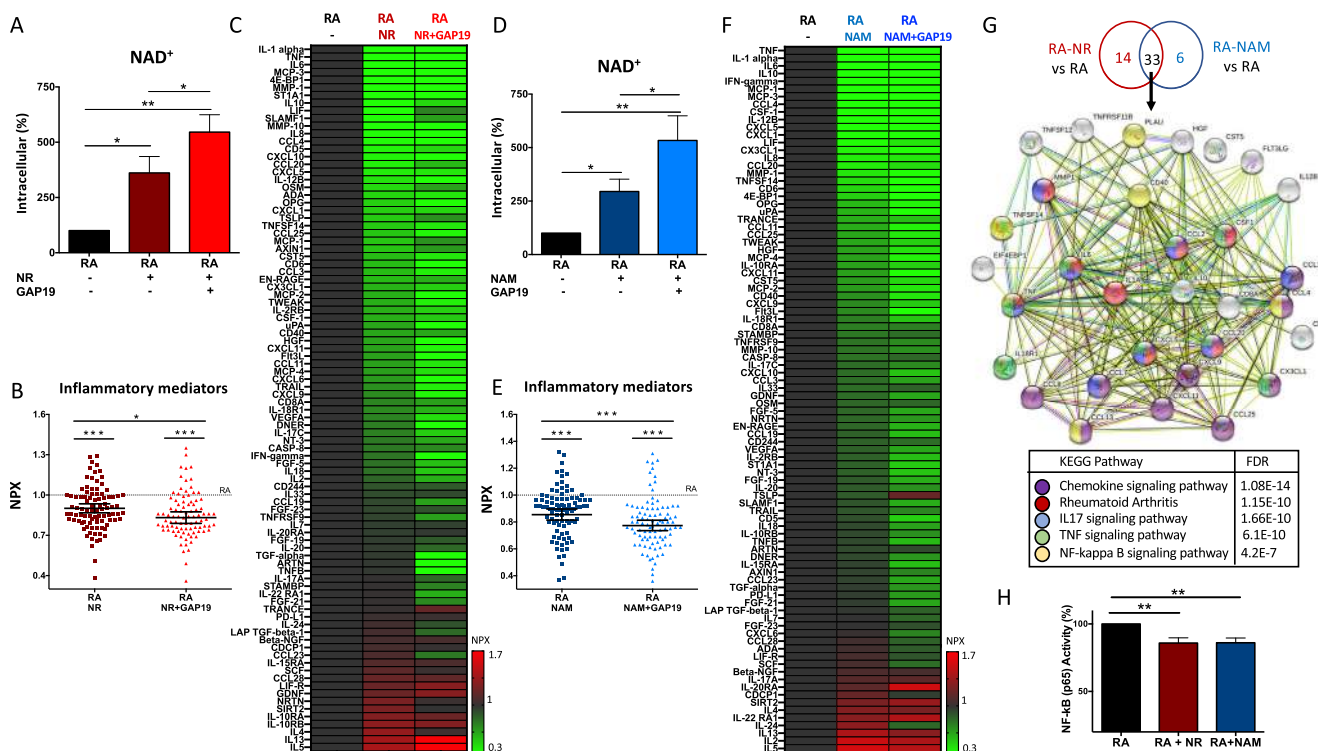 A
NAD+
Intracellular (%)
750
500
250
0
*
**
*
RA
RA
RA
NR
-
+
+
GAP19
-
-
+
B
Inflammatory mediators
NPX
1.6
1.3
1.0
0.7
0.4
*
***
***
RA
RA
NR
RA
NR+GAP19
C
RA
-
RA
NR
RA
NR+GAP19
IL-1 alpha
TNF
IL6
MCP-3
4E-BP1
MMP-1
ST1A1
IL10
LIF
SLAMF1
MMP-10
IL8
CCL4
CD5
CXCL10
CCL20
CXCL5
IL-12B
OSM
ADA
OPG
CXCL1
TSLP
TNFSF14
CCL25
MCP-1
AXIN1
CST5
CD6
CCL3
EN-RAGE
CX3CL1
MCP-2
TWEAK
IL-2RB
CSF-1
uPA
CD40
HGF
CXCL11
Flt3L
CCL11
MCP-4
CXCL6
TRAIL
CXCL9
CD8A
IL-18R1
VEGFA
DNER
IL-17C
NT-3
CASP-8
IFN-gamma
FGF-5
IL18
IL2
CD244
IL33
CCL19
FGF-23
TNFRSF9
IL7
IL-20RA
FGF-19
IL-20
TGF-alpha
ARTN
TNFB
IL-17A
STAMBP
IL-22 RA1
FGF-21
TRANCE
PD-L1
IL-24
LAP TGF-beta-1
Beta-NGF
CDCP1
CCL23
IL-15RA
SCF
CCL28
LIF-R
GDNF
NRTN
SIRT2
IL-10RA
IL-10RB
IL4
IL13
IL5
NPX
1.7
1
0.3
D
NAD+
Intracellular (%)
750
500
250
0
*
**
*
RA
RA
RA
NAM
-
+
+
GAP19
-
-
+
E
Inflammatory mediators
NPX
1.6
1.4
1.2
1.0
0.8
0.6
0.4
***
***
***
RA
RA
NAM
RA
NAM+GAP19
F
RA
-
RA
NAM
RA
NAM+GAP19
TNF
IL-1 alpha
IL6
IL10
IFN-gamma
MCP-1
MCP-3
CCL4
CSF-1
IL-12B
CXCL5
CXCL1
LIF
CX3CL1
IL8
CCL20
MMP-1
TNFSF14
CD6
4E-BP1
OPG
uPA
TRANCE
CCL11
CCL25
TWEAK
HGF
MCP-4
IL-10RA
CXCL11
CST5
MCP-2
CD40
CXCL9
Flt3L
IL-18R1
CD8A
STAMBP
TNFRSF9
MMP-10
CASP-8
IL-17C
CXCL10
CCL3
IL33
GDNF
OSM
FGF-5
NRTN
EN-RAGE
CCL19
CD244
VEGFA
IL-2RB
ST1A1
NT-3
FGF-19
IL-20
TSLP
SLAMF1
TRAIL
CD5
IL18
IL-10RB
TNFB
ARTN
DNER
IL-15RA
AXIN1
CCL23
TGF-alpha
PD-L1
FGF-21
LAP TGF-beta-1
IL7
FGF-23
CXCL6
CCL28
ADA
LIF-R
SCF
Beta-NGF
IL-17A
IL-20RA
CDCP1
SIRT2
IL4
IL-22 RA1
IL-24
IL13
IL2
IL5
NPX
1.7
1
0.3
G
RA-NR
vs RA
14
33
6
RA-NAM
vs RA
TNFSF12
TNFRSF11B
PLAU
HGF
CST5
FLT3LG
IL12B
MMP1
CD40
TNFSF14
CCL2
CSF1
EIF4EBP1
IL6
TNF
CCL4
IL18R1
CXCL9
CX3CL1
CCL7
CXCL11
CCL13
CCL25
KEGG Pathway
FDR
Chemokine signaling pathway
1.08E-14
Rheumatoid Arthritis
1.15E-10
IL17 signaling pathway
1.66E-10
TNF signaling pathway
6.1E-10
NF-kappa B signaling pathway
4.2E-7
H
NF-kB (p65) Activity (%)
100
50
**
**
RA
RA + NR
RA+NAM